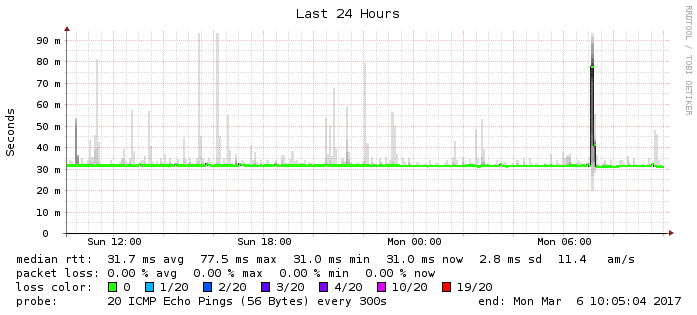 Last 24 Hours
RRDTOOL / TOBI OETIKER
Seconds
90 m
80 m
70 m
60 m
50 m
40 m
30 m
20 m
10 m
0
Sun 12:00 Sun 18:00 Mon 00:00 Mon 06:00
median rtt: 31.7 ms avg 77.5 ms max 31.0 ms min 31.0 ms now 2.8 ms sd 11.4 am/s
packet loss: 0.00 % avg 0.00 % max 0.00 % min 0.00 % now
loss color: 0 1/20 2/20 3/20 4/20 10/20 19/20
probe: 20 ICMP Echo Pings (56 Bytes) every 300s end: Mon Mar 6 10:05:04 2017